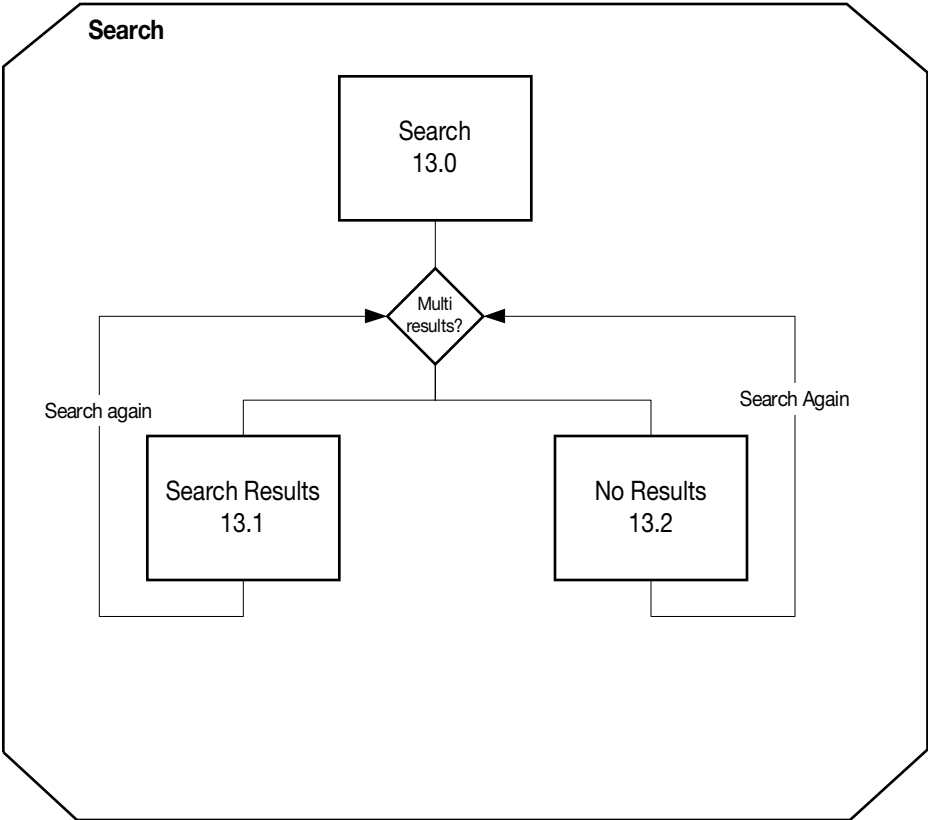 Search
Search
13.0
Multi
results?
Search again
Search Again
Search Results
13.1
No Results
13.2